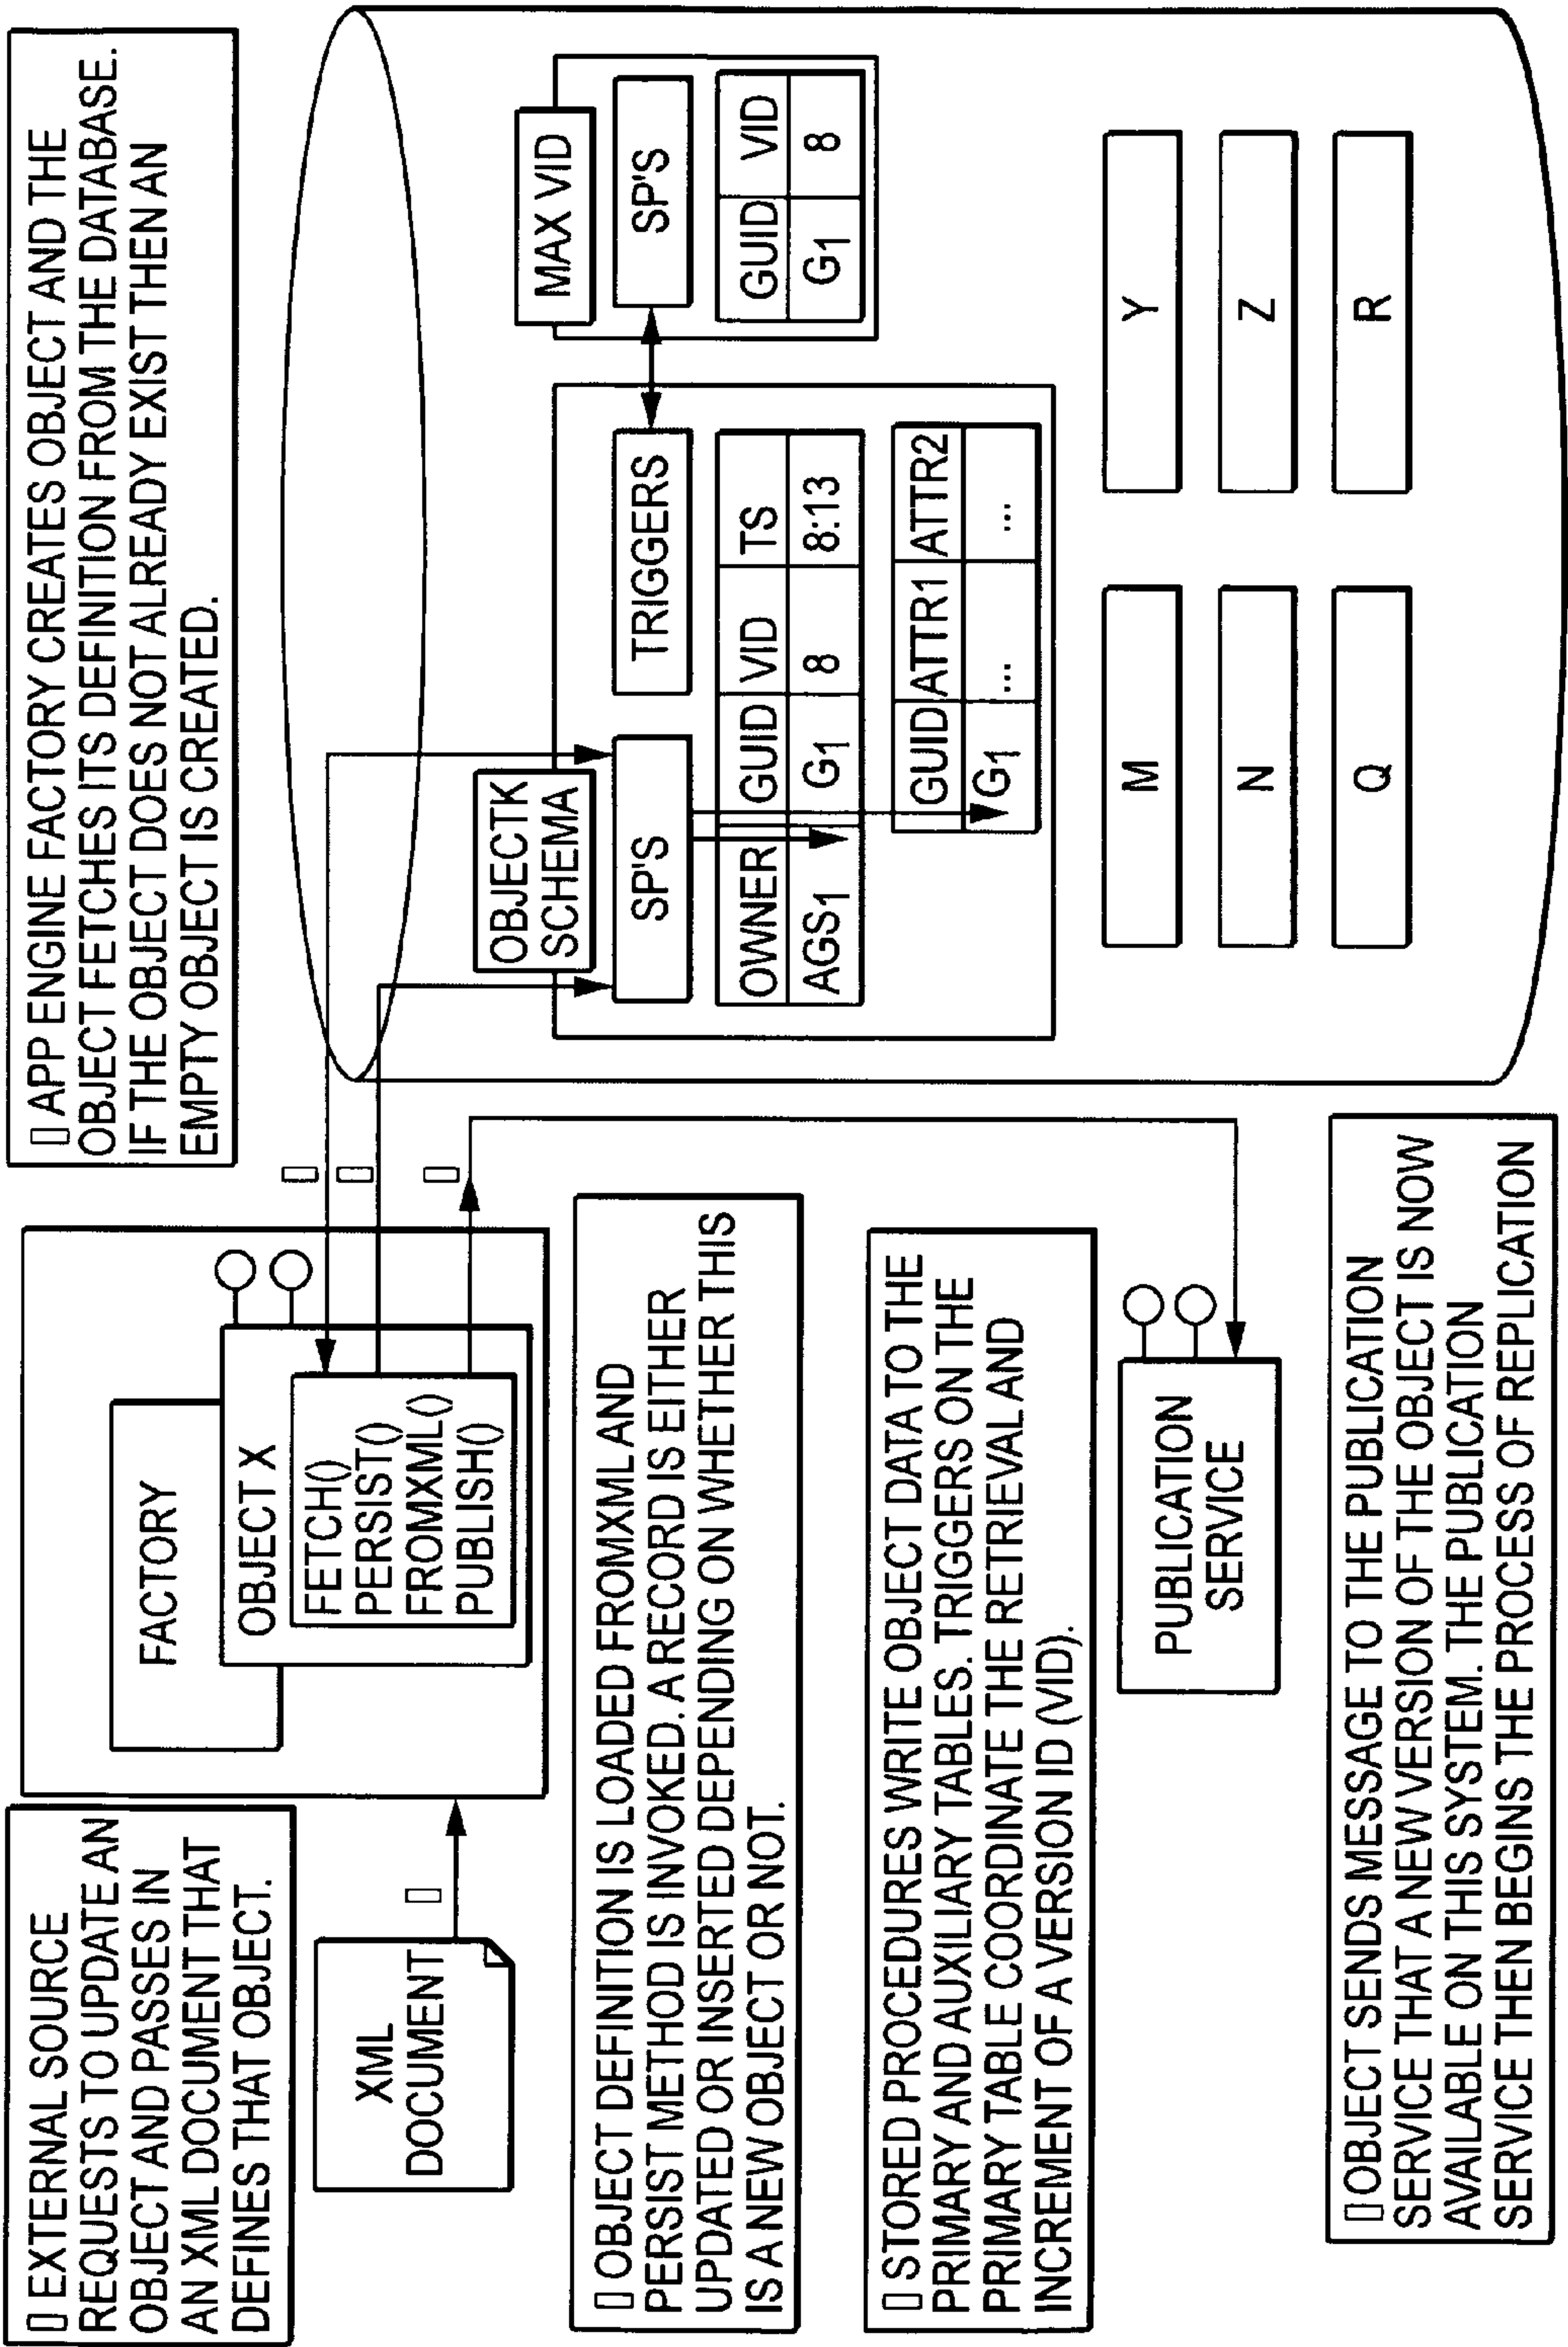 EXTERNAL SOURCE
REQUESTS TO UPDATE AN
OBJECT AND PASSES IN
AN XML DOCUMENT THAT
DEFINES THAT OBJECT.
APP ENGINE FACTORY CREATES OBJECT AND THE
OBJECT FETCHES ITS DEFINITION FROM THE DATABASE.
IF THE OBJECT DOES NOT ALREADY EXIST THEN AN
EMPTY OBJECT IS CREATED.
FACTORY
OBJECT X
FETCH()
PERSIST()
FROMXML()
PUBLISH()
XML
DOCUMENT
OBJECT DEFINITION IS LOADED FROMXML AND
PERSIST METHOD IS INVOKED. A RECORD IS EITHER
UPDATED OR INSERTED DEPENDING ON WHETHER THIS
IS A NEW OBJECT OR NOT.
STORED PROCEDURES WRITE OBJECT DATA TO THE
PRIMARY AND AUXILIARY TABLES. TRIGGERS ON THE
PRIMARY TABLE COORDINATE THE RETRIEVAL AND
INCREMENT OF A VERSION ID (VID).
PUBLICATION
SERVICE
OBJECT SENDS MESSAGE TO THE PUBLICATION
SERVICE THAT A NEW VERSION OF THE OBJECT IS NOW
AVAILABLE ON THIS SYSTEM. THE PUBLICATION
SERVICE THEN BEGINS THE PROCESS OF REPLICATION
OBJECTK
SCHEMA
SP'S
TRIGGERS
OWNER GUID VID TS
AGS1 G1 8 8:13
GUID ATTR1 ATTR2
G1 ... ...
MAX VID
SP'S
GUID VID
G1 8
M
Y
N
Z
Q
R